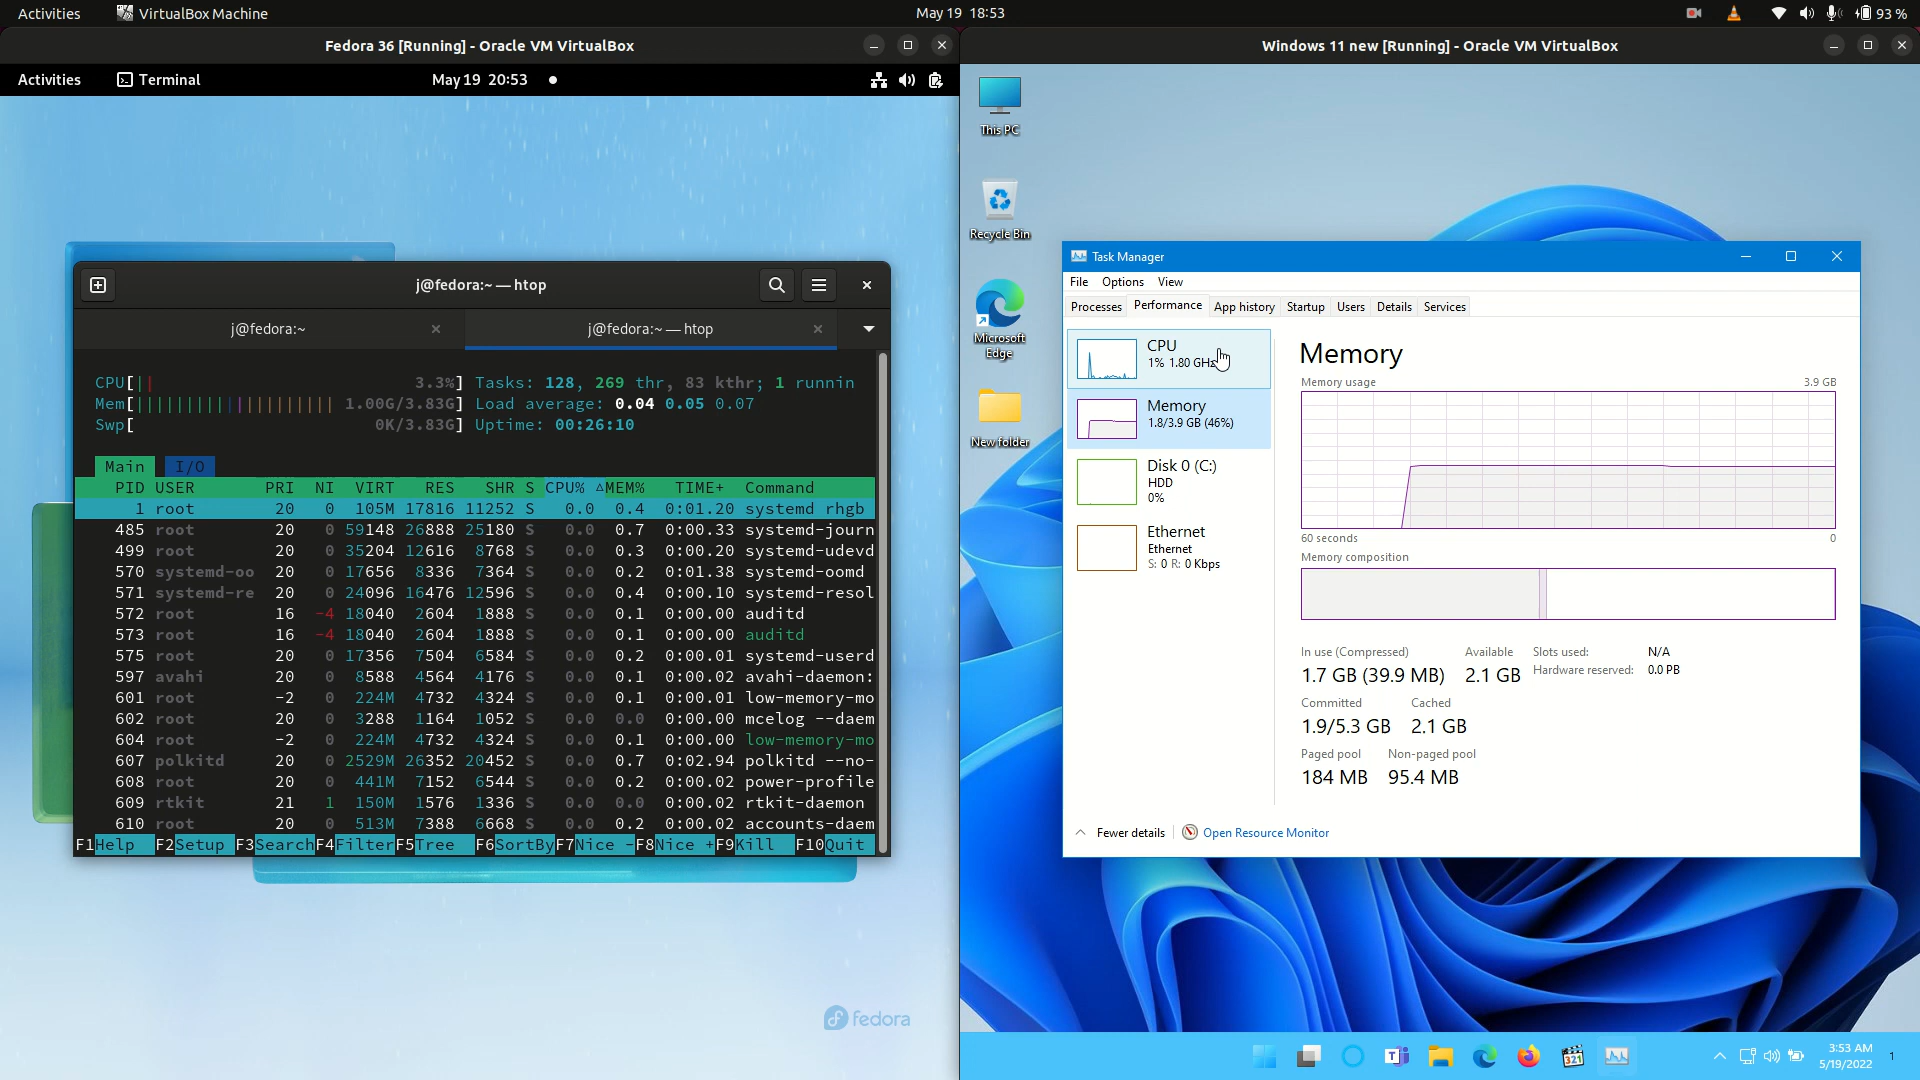 Activities
VirtualBox Machine
May 19 18:53
93 %
Fedora 36 [Running] - Oracle VM VirtualBox
Activities
Terminal
May 19 20:53
j@fedora:~ — htop
j@fedora:~
j@fedora:~ — htop
CPU[|| 3.3%] Tasks: 128, 269 thr, 83 kthr; 1 runnin
Mem[|||||||||||||||||||| 1.00G/3.83G] Load average: 0.04 0.05 0.07
Swp[ 0K/3.83G] Uptime: 00:26:10
Main I/O
PID USER PRI NI VIRT RES SHR S CPU% △MEM% TIME+ Command
1 root 20 0 105M 17816 11252 S 0.0 0.4 0:01.20 systemd rhgb
485 root 20 0 59148 26888 25180 S 0.0 0.7 0:00.33 systemd-journ
499 root 20 0 35204 12616 8768 S 0.0 0.3 0:00.20 systemd-udevd
570 systemd-oo 20 0 17656 8336 7364 S 0.0 0.2 0:01.38 systemd-oomd
571 systemd-re 20 0 24096 16476 12596 S 0.0 0.4 0:00.10 systemd-resol
572 root 16 -4 18040 2604 1888 S 0.0 0.1 0:00.00 auditd
573 root 16 -4 18040 2604 1888 S 0.0 0.1 0:00.00 auditd
575 root 20 0 17356 7504 6584 S 0.0 0.2 0:00.01 systemd-userd
597 avahi 20 0 8588 4564 4176 S 0.0 0.1 0:00.02 avahi-daemon:
601 root -2 0 224M 4732 4324 S 0.0 0.1 0:00.01 low-memory-mo
602 root 20 0 3288 1164 1052 S 0.0 0.0 0:00.00 mcelog --daem
604 root -2 0 224M 4732 4324 S 0.0 0.1 0:00.00 low-memory-mo
607 polkitd 20 0 2529M 26352 20452 S 0.0 0.7 0:02.94 polkitd --no-
608 root 20 0 441M 7152 6544 S 0.0 0.2 0:00.02 power-profile
609 rtkit 21 1 150M 1576 1336 S 0.0 0.0 0:00.02 rtkit-daemon
610 root 20 0 513M 7388 6668 S 0.0 0.2 0:00.02 accounts-daem
F1Help F2Setup F3SearchF4FilterF5Tree F6SortByF7Nice -F8Nice +F9Kill F10Quit
fedora
Windows 11 new [Running] - Oracle VM VirtualBox
This PC
Recycle Bin
Microsoft
Edge
New folder
Task Manager
File Options View
Processes Performance App history Startup Users Details Services
CPU
1% 1.80 GHz
Memory
1.8/3.9 GB (46%)
Disk 0 (C:)
HDD
0%
Ethernet
Ethernet
S: 0 R: 0 Kbps
Memory
Memory usage 3.9 GB
60 seconds 0
Memory composition
In use (Compressed) Available Slots used: N/A
1.7 GB (39.9 MB) 2.1 GB Hardware reserved: 0.0 PB
Committed Cached
1.9/5.3 GB 2.1 GB
Paged pool Non-paged pool
184 MB 95.4 MB
Fewer details
Open Resource Monitor
321
3:53 AM
5/19/2022
1